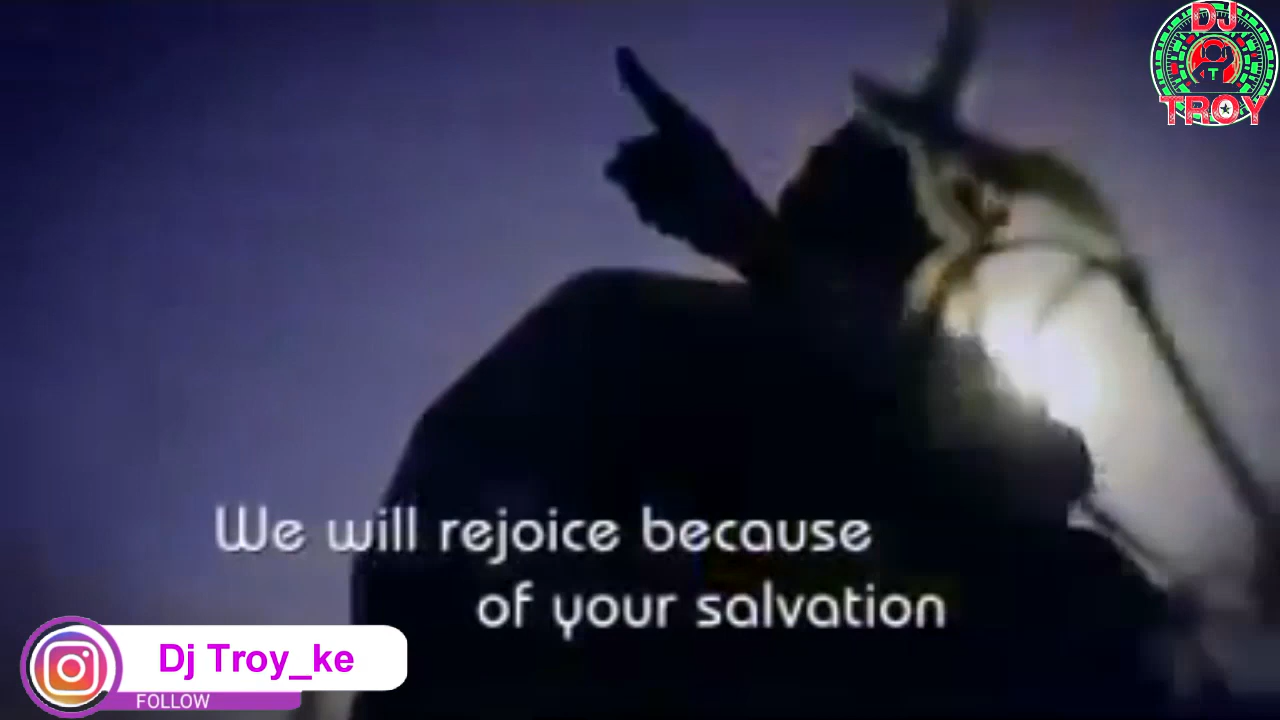 DJ
T
TROY
We will rejoice because
of your salvation
Dj Troy_ke
FOLLOW